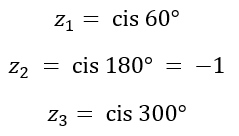 z₁ = cis 60°
z₂ = cis 180° = −1
z₃ = cis 300°